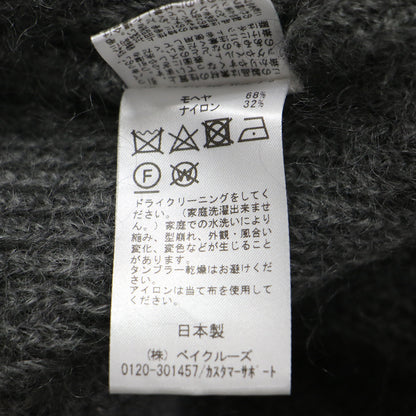 モヘヤ 68%
ナイロン 32%
F W
ドライクリーニングをしてく
ださい。(家庭洗濯出来ませ
ん。)家庭での水洗いにより
縮み、型崩れ、外観・風合い
変化、変色などが生じること
があります。
タンブラー乾燥はお避けくだ
さい。
アイロンは当て布を使用して
ください。
日本製
(株)ベイクルーズ
0120-301457/カスタマーサポート